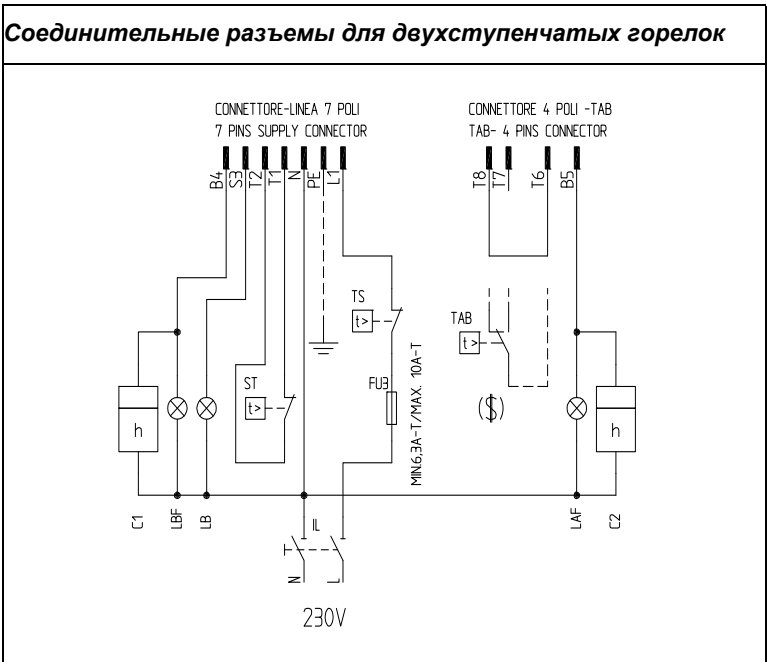 Соединительные разъемы для двухступенчатых горелок
CONNETTORE-LINEA 7 POLI
7 PINS SUPPLY CONNECTOR
CONNETTORE 4 POLI -TAB
TAB- 4 PINS CONNECTOR
B4 S3 T2 T1 N PE L1
T8 T7 T6 B5
TS
t>
TAB
t>
ST
t>
FU3
MIN.6,3A-T/MAX. 10A-T
($)
h
h
C1 LBF LB
IL
LAF C2
N L
230V